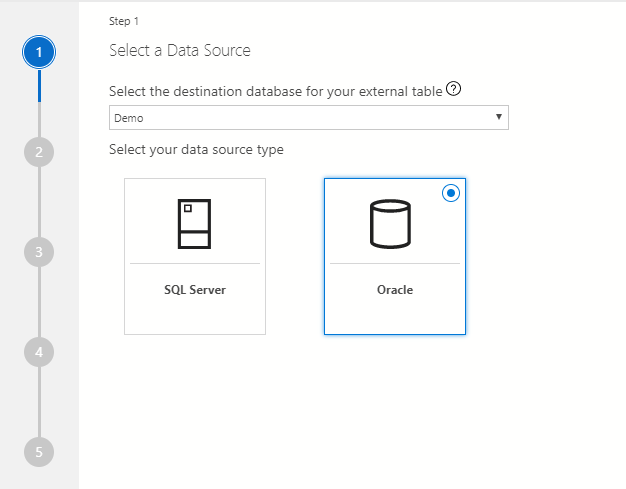 1
2
3
4
5
Step 1
Select a Data Source
Select the destination database for your external table ?
Demo
Select your data source type
SQL Server
Oracle